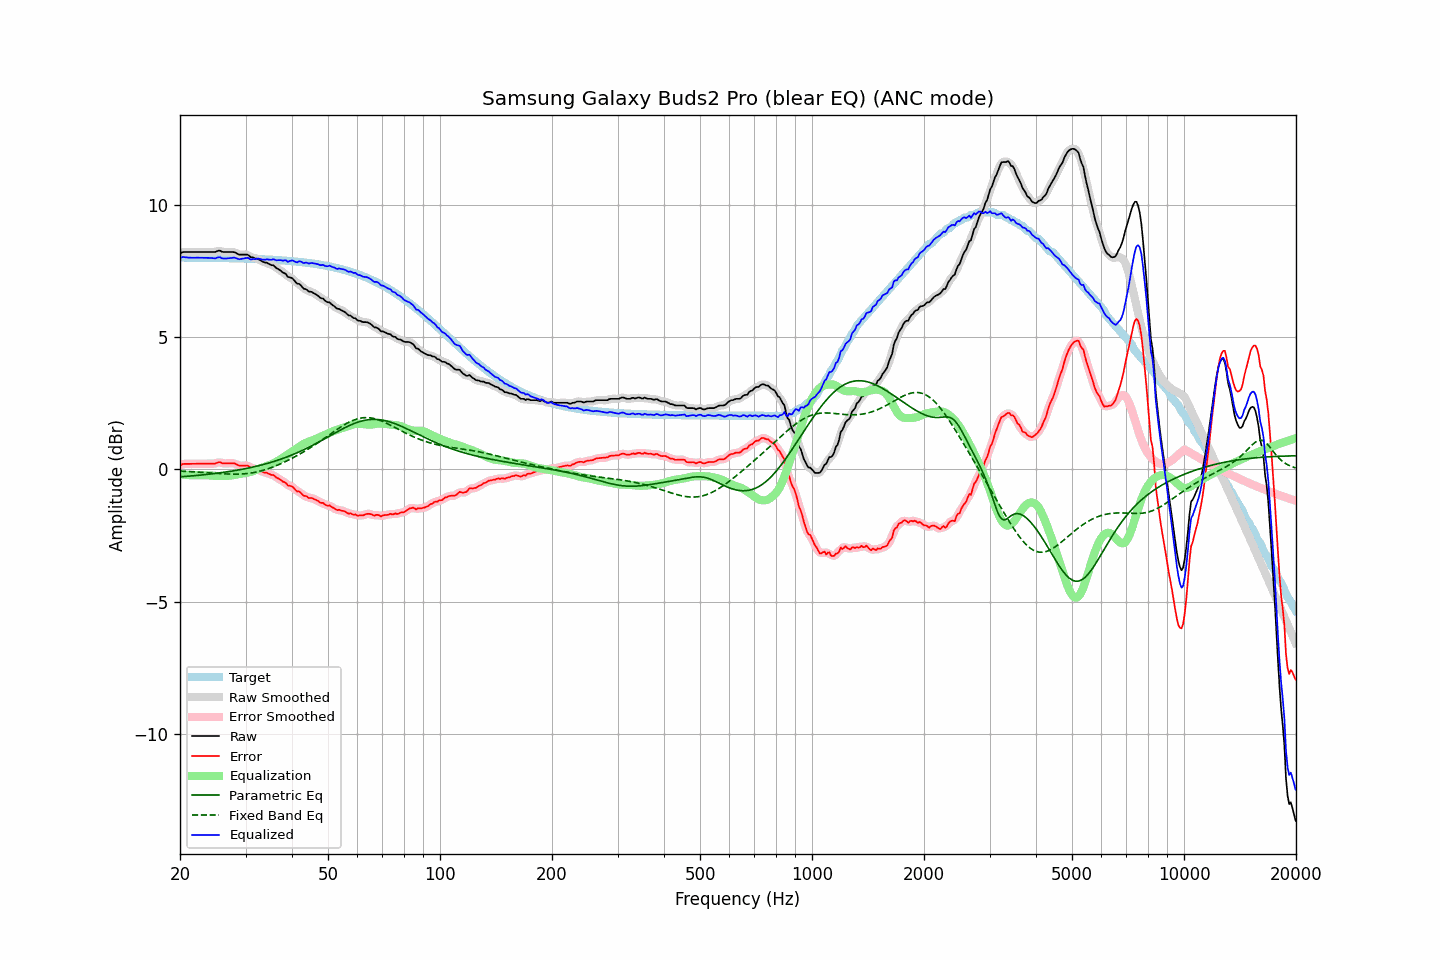 Samsung Galaxy Buds2 Pro (blear EQ) (ANC mode)
Amplitude (dBr)
10
5
0
−5
−10
Target
Raw Smoothed
Error Smoothed
Raw
Error
Equalization
Parametric Eq
Fixed Band Eq
Equalized
20 50 100 200 500 1000 2000 5000 10000 20000
Frequency (Hz)